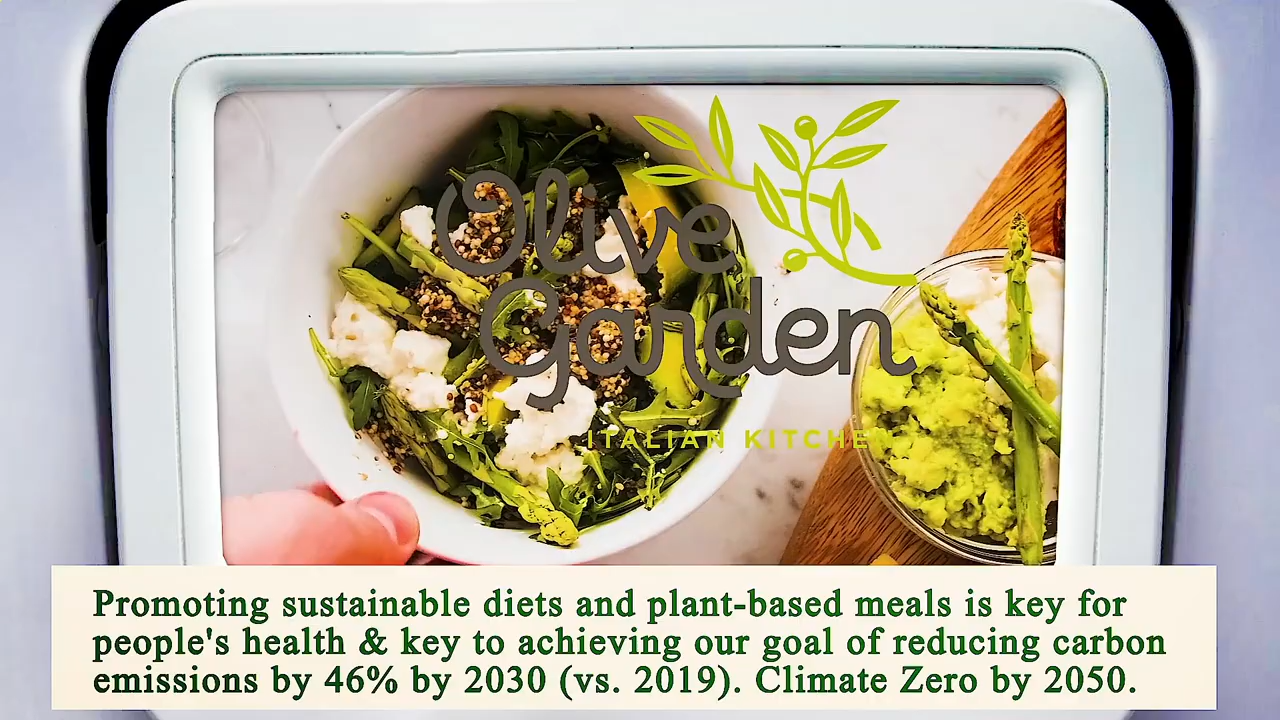 Olive
Garden
ITALIAN KITCHEN
Promoting sustainable diets and plant-based meals is key for
people's health & key to achieving our goal of reducing carbon
emissions by 46% by 2030 (vs. 2019). Climate Zero by 2050.